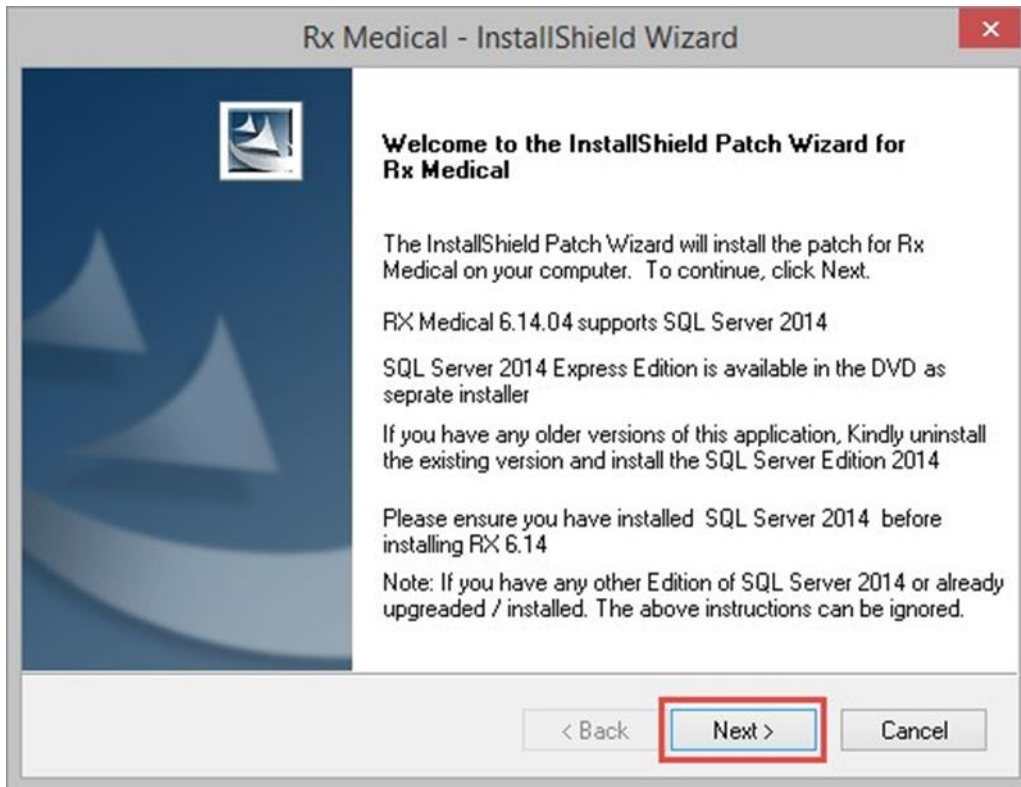 Rx Medical - InstallShield Wizard
Welcome to the InstallShield Patch Wizard for
Rx Medical
The InstallShield Patch Wizard will install the patch for Rx
Medical on your computer. To continue, click Next.
RX Medical 6.14.04 supports SQL Server 2014
SQL Server 2014 Express Edition is available in the DVD as
seprate installer
If you have any older versions of this application, Kindly uninstall
the existing version and install the SQL Server Edition 2014
Please ensure you have installed SQL Server 2014 before
installing RX 6.14
Note: If you have any other Edition of SQL Server 2014 or already
upgreaded / installed. The above instructions can be ignored.
< Back Next > Cancel